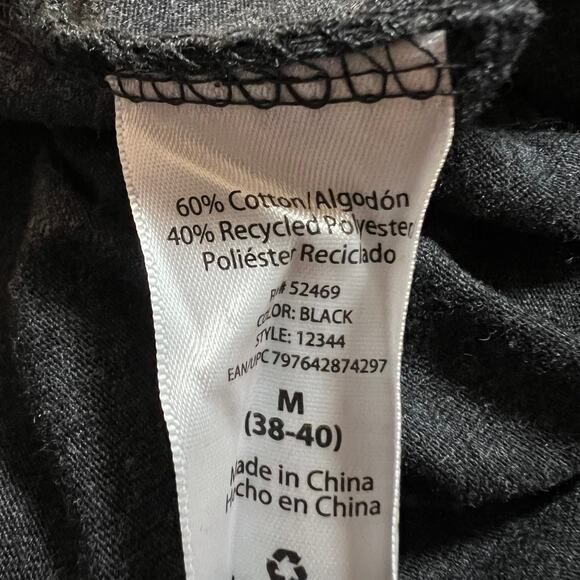 60% Cotton/Algodón
40% Recycled Polyester
Poliéster Reciclado
52469
COLOR: BLACK
STYLE: 12344
EAN/UPC 797642874297
M
(38-40)
Made in China
Hecho en China